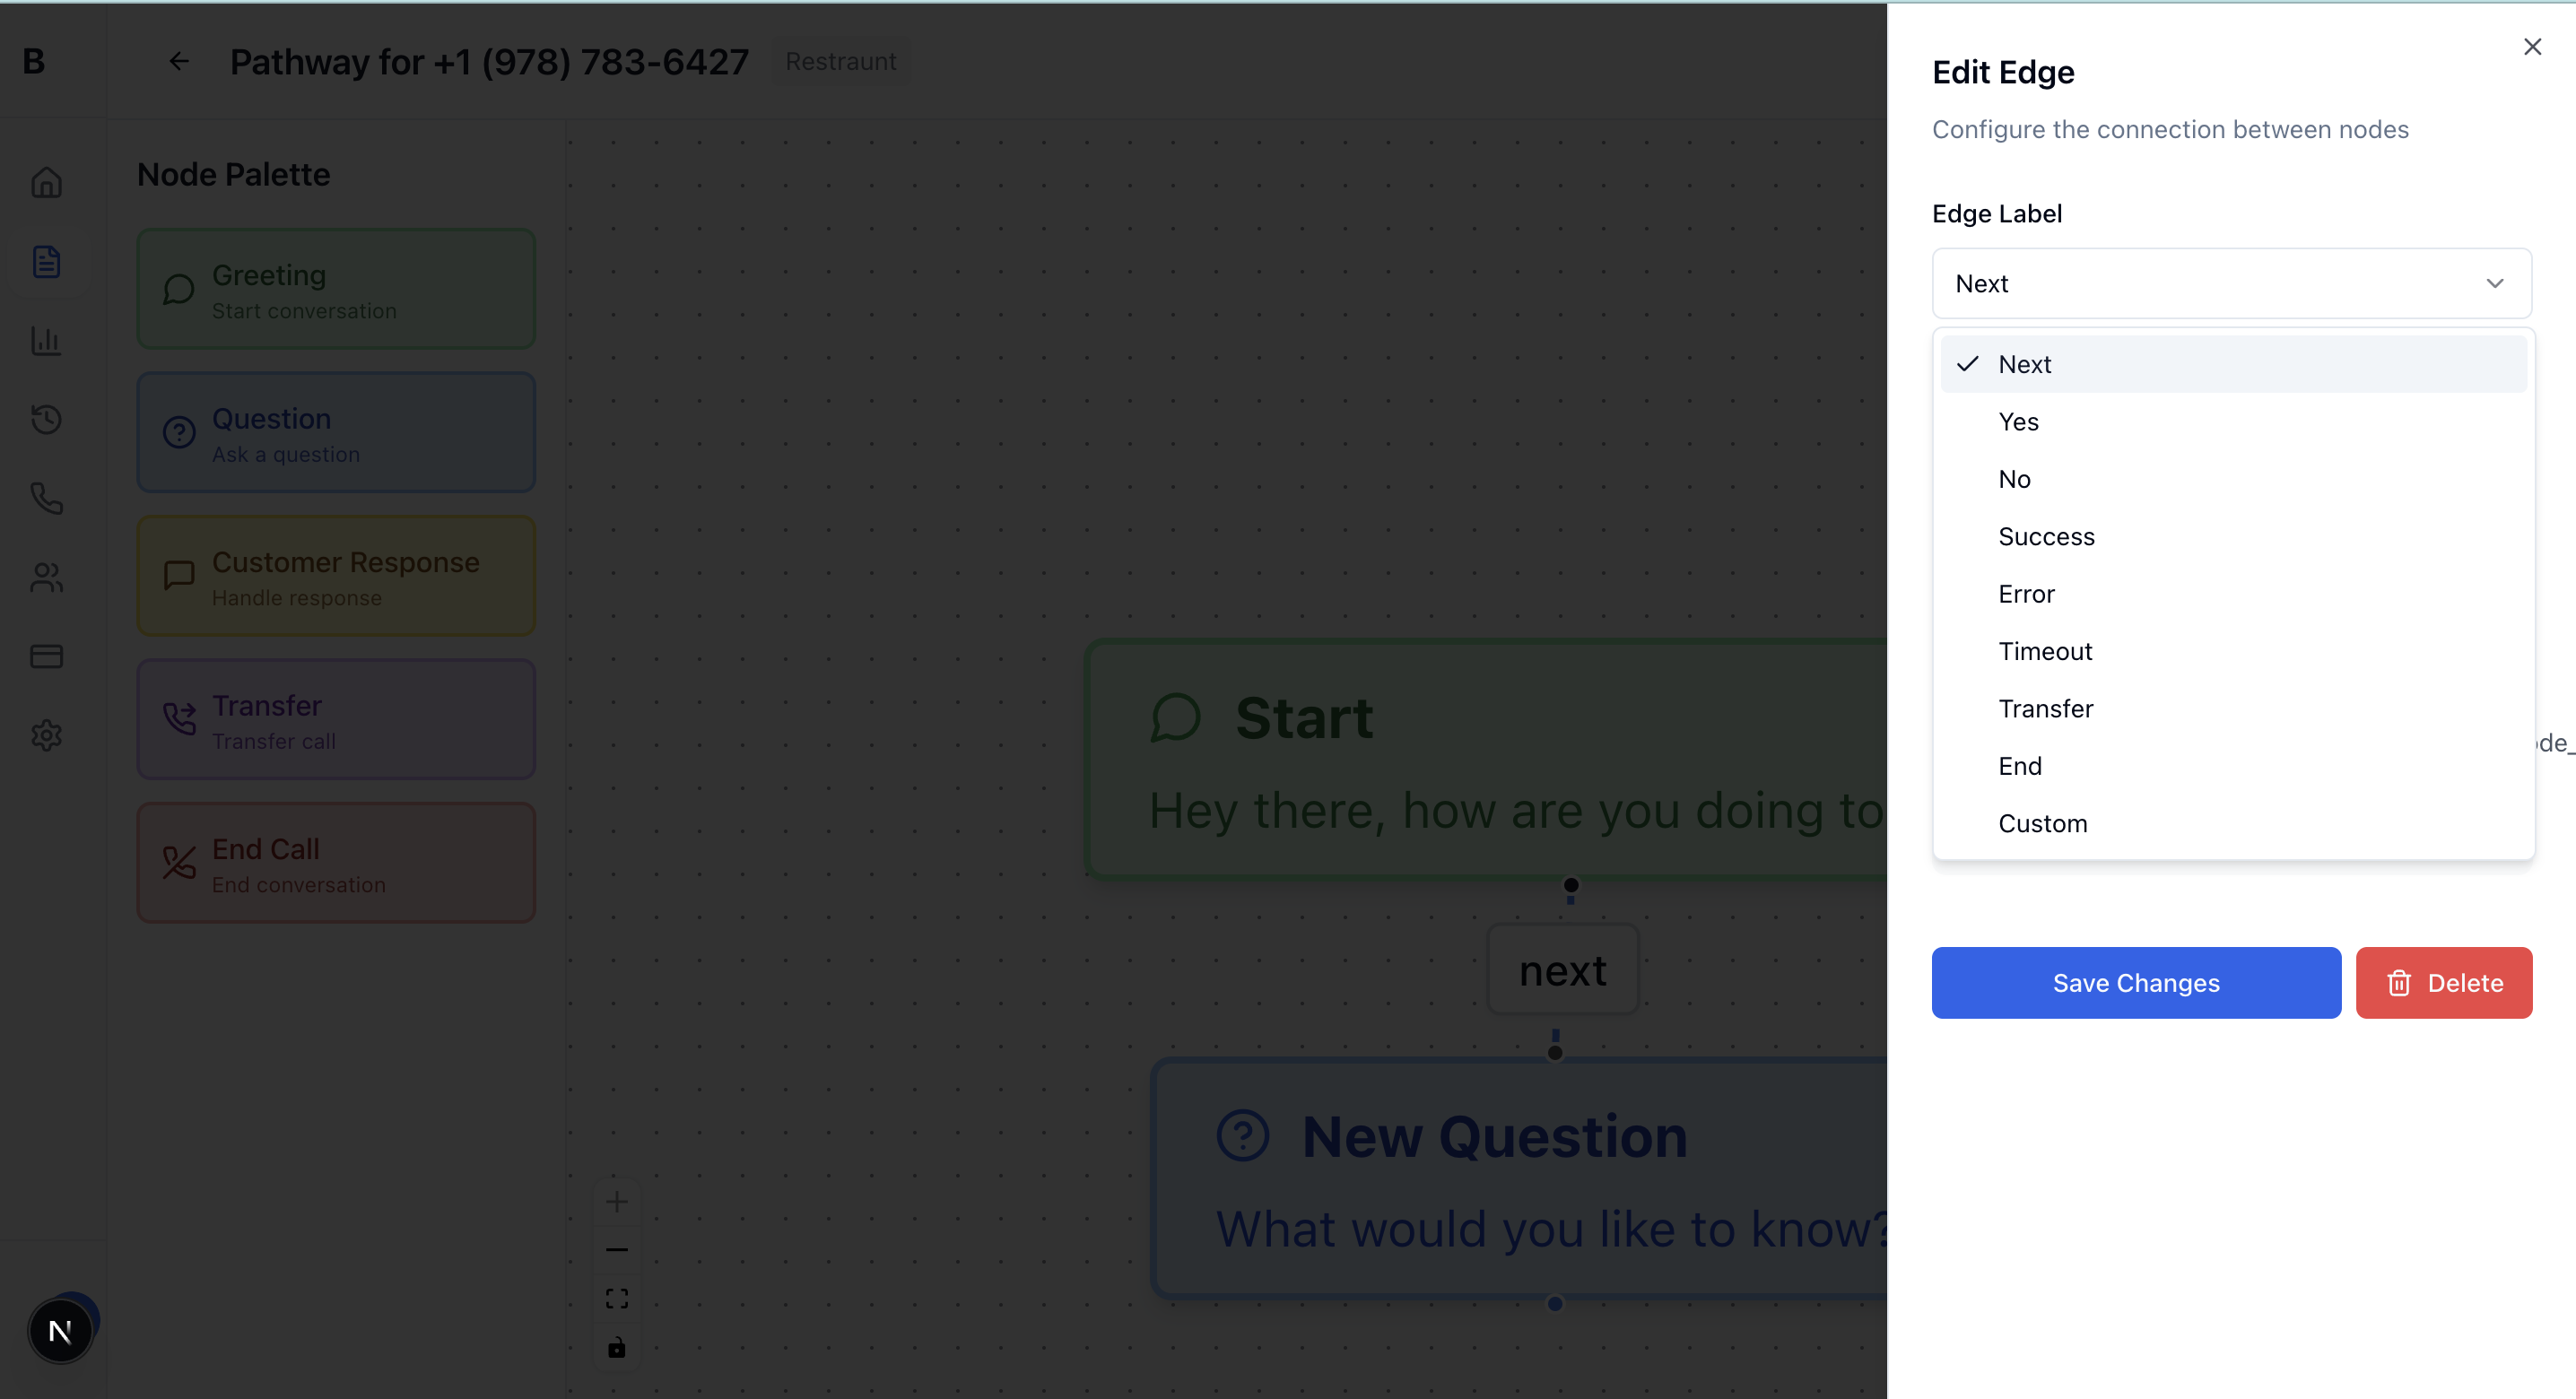 B
Pathway for +1 (978) 783-6427
Restraunt
Node Palette
Greeting
Start conversation
Question
Ask a question
Customer Response
Handle response
Transfer
Transfer call
End Call
End conversation
Start
Hey there, how are you doing to
next
New Question
What would you like to know?
N
Edit Edge
Configure the connection between nodes
Edge Label
Next
Next
Yes
No
Success
Error
Timeout
Transfer
End
Custom
Save Changes
Delete